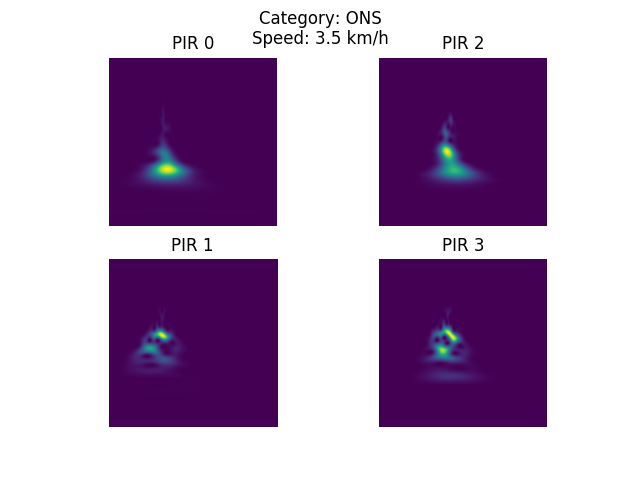 Category: ONS
Speed: 3.5 km/h
PIR 0
PIR 2
PIR 1
PIR 3